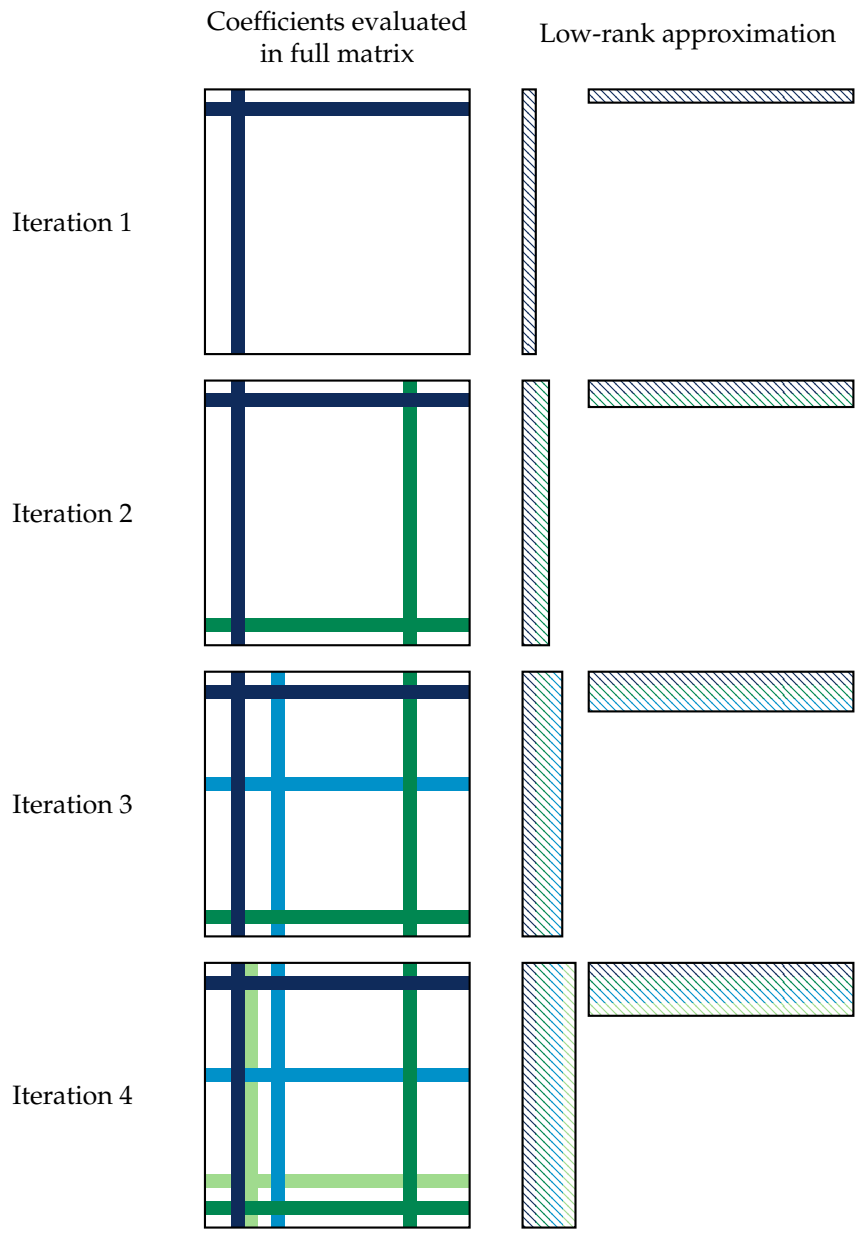 Coefficients evaluated
in full matrix
Low-rank approximation
Iteration 1
Iteration 2
Iteration 3
Iteration 4